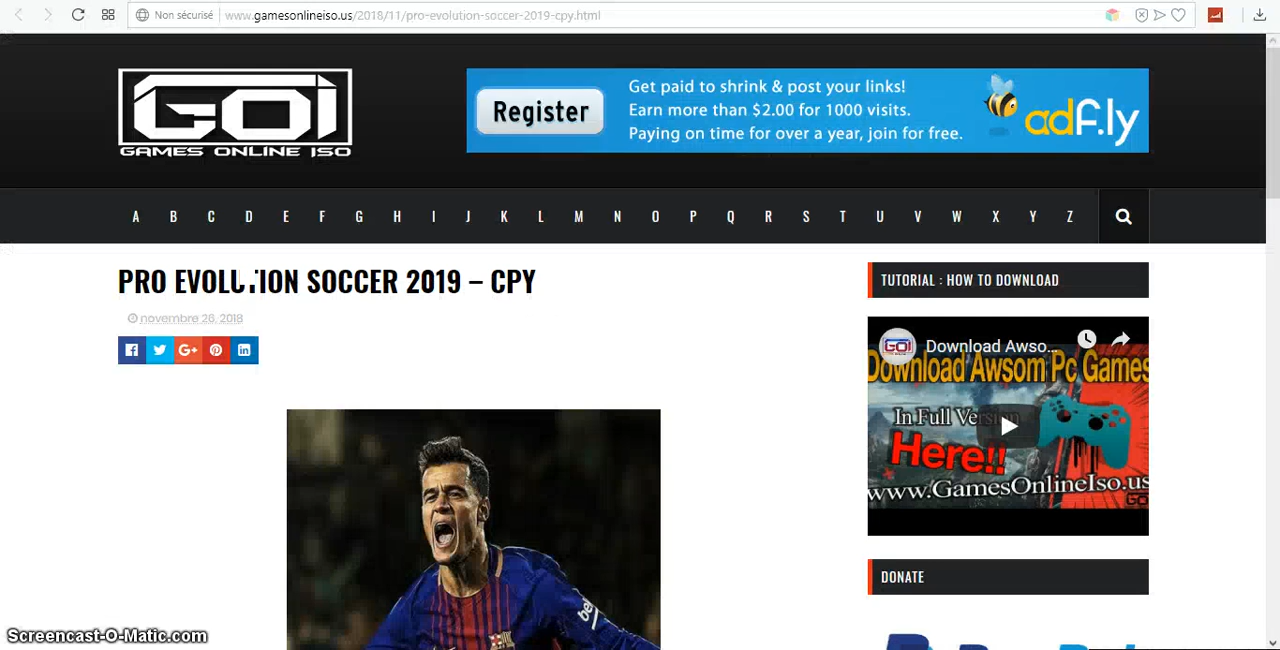 Non sécurisé
www.gamesonlineiso.us/2018/11/pro-evolution-soccer-2019-cpy.html
GOI
GAMES ONLINE ISO
Register
Get paid to shrink & post your links!
Earn more than $2.00 for 1000 visits.
Paying on time for over a year, join for free.
adf.ly
A B C D E F G H I J K L M N O P Q R S T U V W X Y Z
PRO EVOLUTION SOCCER 2019 – CPY
novembre 26, 2018
G+
TUTORIAL : HOW TO DOWNLOAD
GOI
Download Awso...
Download Awsom Pc Games
In Full Version
Here!!
www.GamesOnlineIso.us
DONATE
beko
Screencast-O-Matic.com